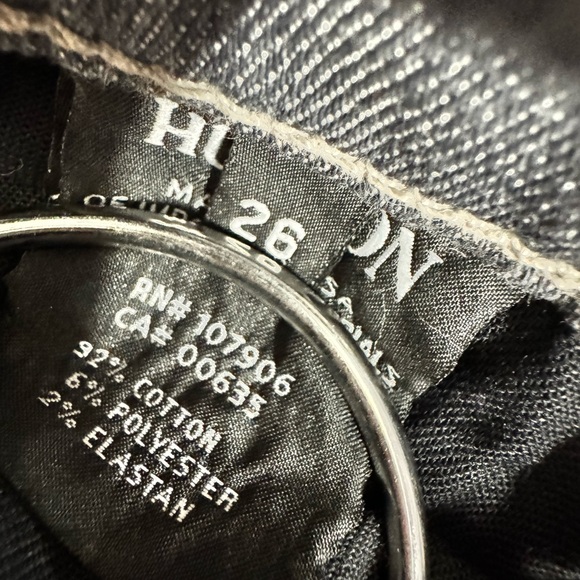 HU
ON
26
RN# 107906
CA# 00635
92% COTTON
6% POLYESTER
2% ELASTAN